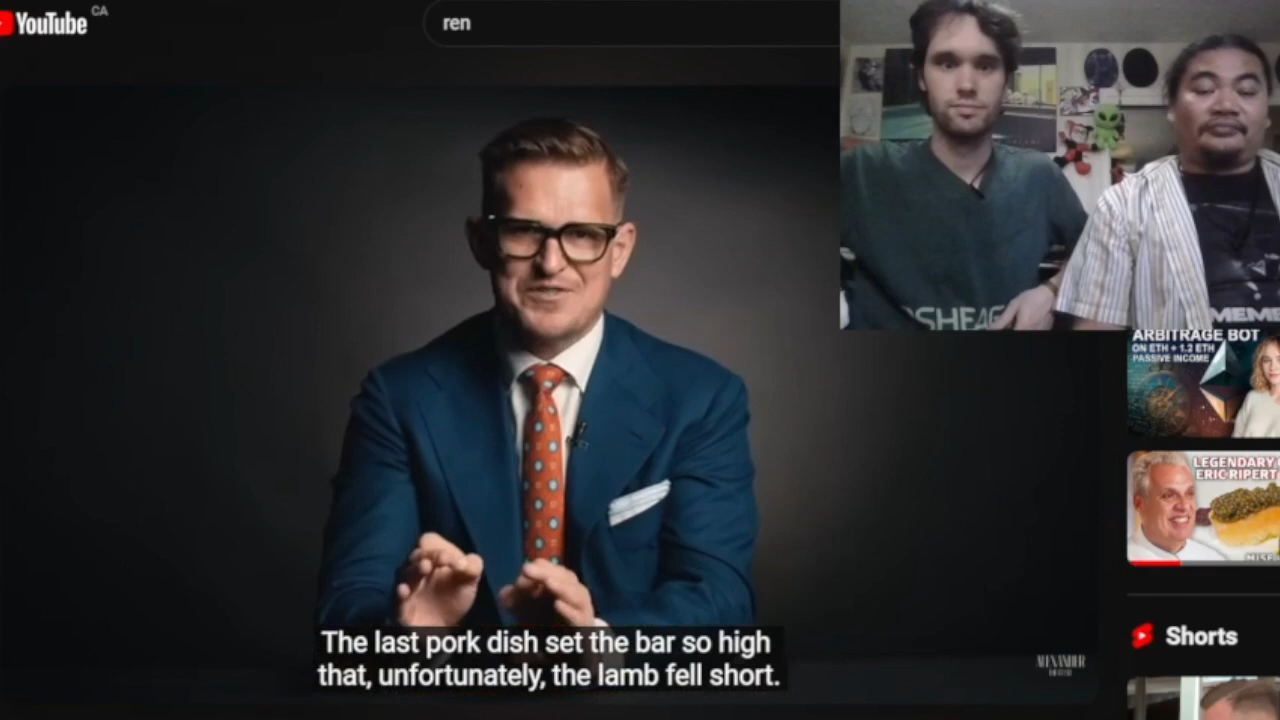 YouTube CA
ren
ARBITRAGE BOT
ON ETH + 1.2 ETH
PASSIVE INCOME
LEGENDARY
ERIC RIPERT
Shorts
The last pork dish set the bar so high
that, unfortunately, the lamb fell short.
ALEXANDER